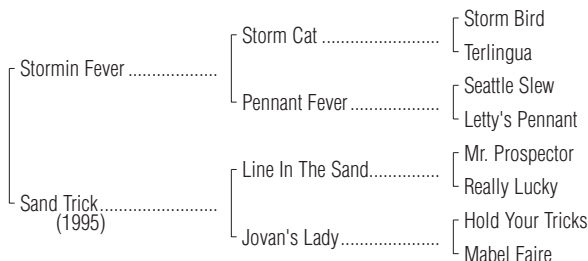 Storm Bird
Storm Cat ........................
Terlingua
Stormin Fever ..................
Seattle Slew
Pennant Fever ..................
Letty's Pennant
Mr. Prospector
Line In The Sand..............
Really Lucky
Sand Trick........................
(1995)
Hold Your Tricks
Jovan's Lady....................
Mabel Faire